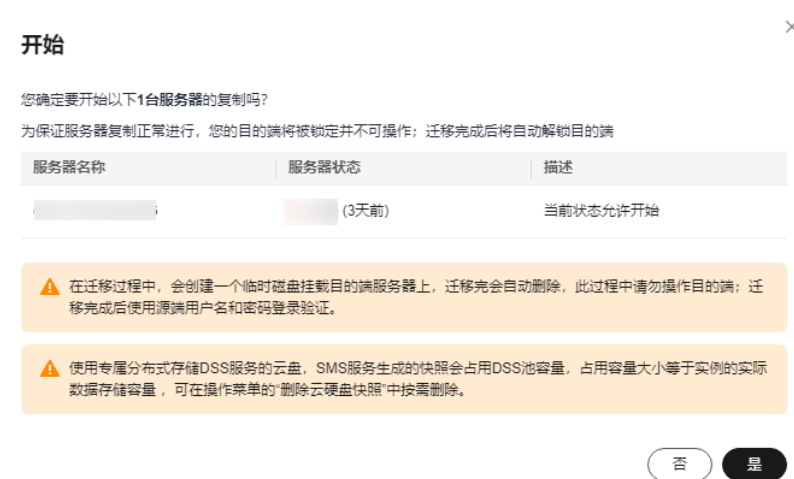 开始
您确定要开始以下1台服务器的复制吗?
为保证服务器复制正常进行，您的目的端将被锁定并不可操作；迁移完成后将自动解锁目的端
服务器名称 服务器状态 描述
(3天前) 当前状态允许开始
在迁移过程中，会创建一个临时磁盘挂载目的端服务器上，迁移完会自动删除，此过程中请勿操作目的端；迁
移完成后使用源端用户名和密码登录验证。
使用专属分布式存储DSS服务的云盘，SMS服务生成的快照会占用DSS池容量，占用容量大小等于实例的实际
数据存储容量 ，可在操作菜单的“删除云硬盘快照”中按需删除。
否 是